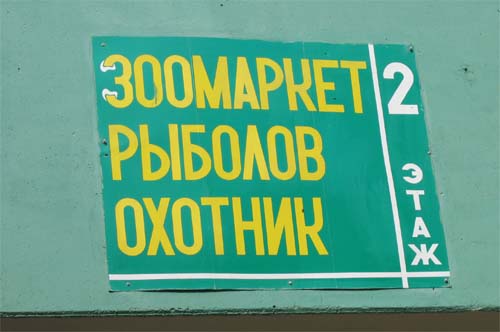 ЗООМАРКЕТ
РЫБОЛОВ
ОХОТНИК
2
ЭТАЖ